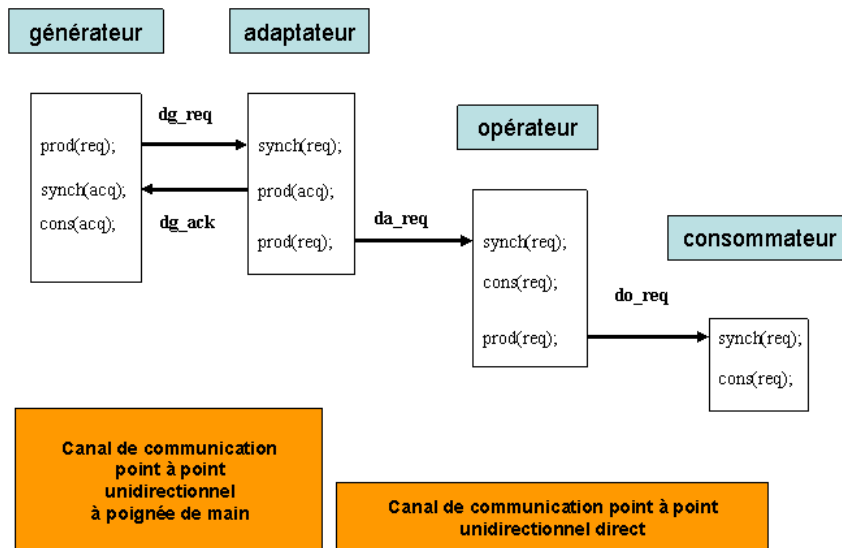 générateur
adaptateur
dg_req
prod(req);
synch(acq);
cons(acq);
dg_ack
synch(req);
prod(acq);
prod(req);
da_req
opérateur
synch(req);
cons(req);
prod(req);
do_req
consommateur
synch(req);
cons(req);
Canal de communication
point à point
unidirectionnel
à poignée de main
Canal de communication point à point
unidirectionnel direct